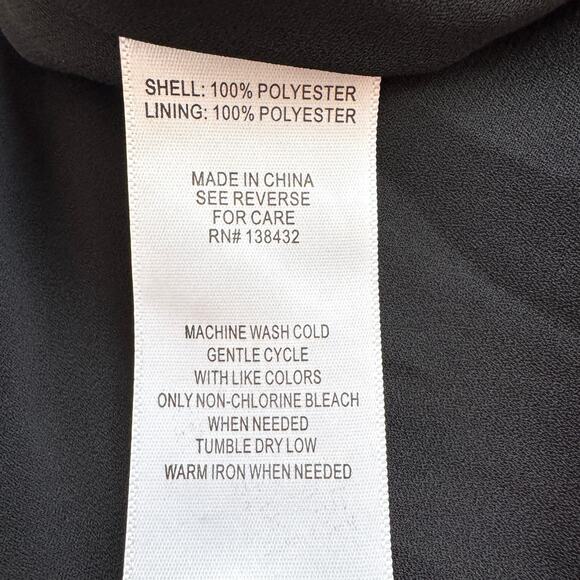 SHELL: 100% POLYESTER
LINING: 100% POLYESTER
MADE IN CHINA
SEE REVERSE
FOR CARE
RN# 138432
MACHINE WASH COLD
GENTLE CYCLE
WITH LIKE COLORS
ONLY NON-CHLORINE BLEACH
WHEN NEEDED
TUMBLE DRY LOW
WARM IRON WHEN NEEDED